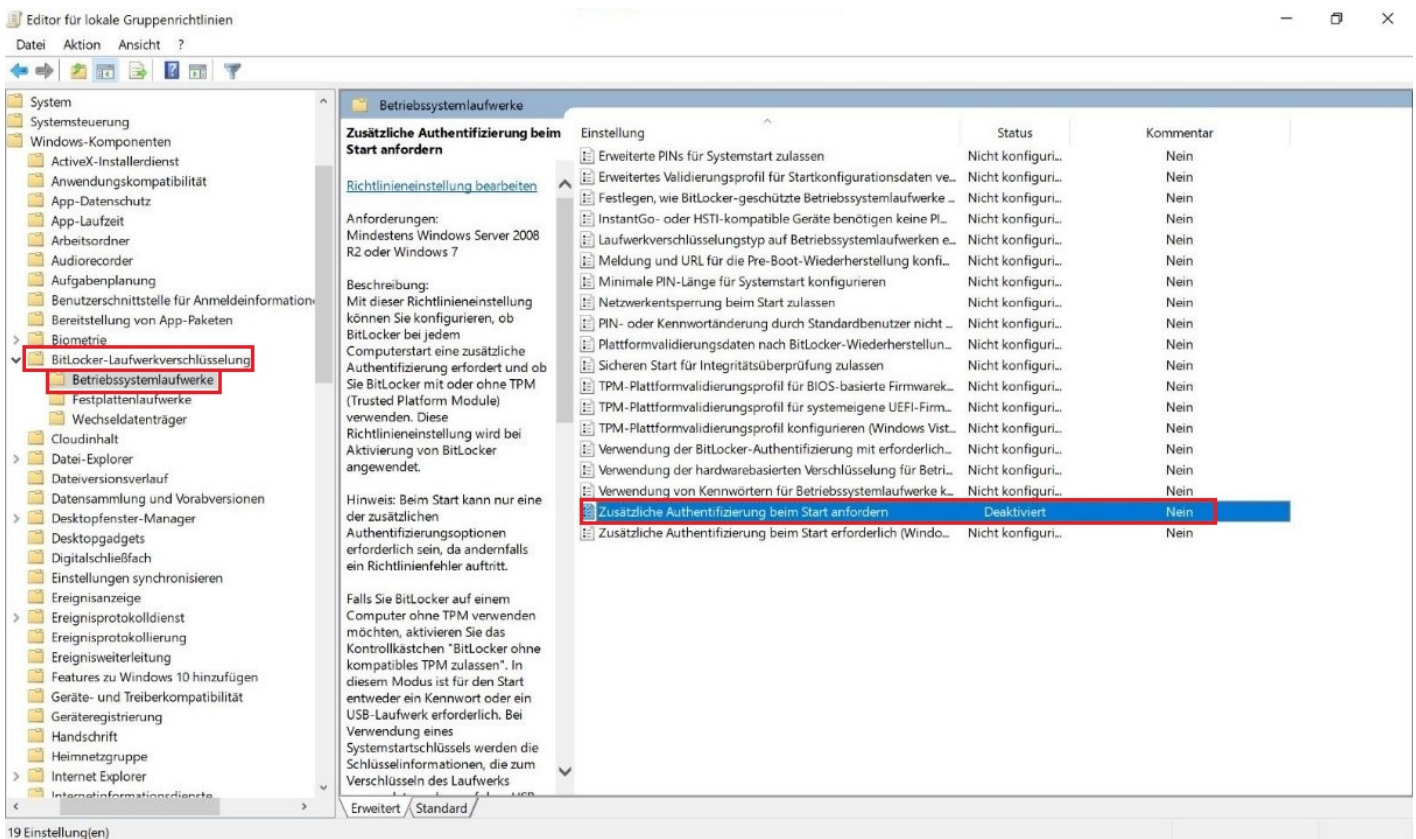 Editor für lokale Gruppenrichtlinien
Datei Aktion Ansicht ?
System
Systemsteuerung
Windows-Komponenten
ActiveX-Installerdienst
Anwendungskompatibilität
App-Datenschutz
App-Laufzeit
Arbeitsordner
Audiorecorder
Aufgabenplanung
Benutzerschnittstelle für Anmeldeinformation
Bereitstellung von App-Paketen
Biometrie
BitLocker-Laufwerkverschlüsselung
Betriebssystemlaufwerke
Festplattenlaufwerke
Wechseldatenträger
Cloudinhalt
Datei-Explorer
Dateiversionsverlauf
Datensammlung und Vorabversionen
Desktopfenster-Manager
Desktopgadgets
Digitalschließfach
Einstellungen synchronisieren
Ereignisanzeige
Ereignisprotokolldienst
Ereignisprotokollierung
Ereignisweiterleitung
Features zu Windows 10 hinzufügen
Geräte- und Treiberkompatibilität
Geräteregistrierung
Handschrift
Heimnetzgruppe
Internet Explorer
Internetinformationsdienste
Betriebssystemlaufwerke
Zusätzliche Authentifizierung beim
Start anfordern
Richtlinieneinstellung bearbeiten
Anforderungen:
Mindestens Windows Server 2008
R2 oder Windows 7
Beschreibung:
Mit dieser Richtlinieneinstellung
können Sie konfigurieren, ob
BitLocker bei jedem
Computerstart eine zusätzliche
Authentifizierung erfordert und ob
Sie BitLocker mit oder ohne TPM
(Trusted Platform Module)
verwenden. Diese
Richtlinieneinstellung wird bei
Aktivierung von BitLocker
angewendet.
Hinweis: Beim Start kann nur eine
der zusätzlichen
Authentifizierungsoptionen
erforderlich sein, da andernfalls
ein Richtlinienfehler auftritt.
Falls Sie BitLocker auf einem
Computer ohne TPM verwenden
möchten, aktivieren Sie das
Kontrollkästchen "BitLocker ohne
kompatibles TPM zulassen". In
diesem Modus ist für den Start
entweder ein Kennwort oder ein
USB-Laufwerk erforderlich. Bei
Verwendung eines
Systemstartschlüssels werden die
Schlüsselinformationen, die zum
Verschlüsseln des Laufwerks
Einstellung Status Kommentar
Erweiterte PINs für Systemstart zulassen Nicht konfiguri... Nein
Erweitertes Validierungsprofil für Startkonfigurationsdaten ve... Nicht konfiguri... Nein
Festlegen, wie BitLocker-geschützte Betriebssystemlaufwerke ... Nicht konfiguri... Nein
InstantGo- oder HSTI-kompatible Geräte benötigen keine PI... Nicht konfiguri... Nein
Laufwerkverschlüsselungstyp auf Betriebssystemlaufwerken e... Nicht konfiguri... Nein
Meldung und URL für die Pre-Boot-Wiederherstellung konfi... Nicht konfiguri... Nein
Minimale PIN-Länge für Systemstart konfigurieren Nicht konfiguri... Nein
Netzwerkentsperrung beim Start zulassen Nicht konfiguri... Nein
PIN- oder Kennwortänderung durch Standardbenutzer nicht ... Nicht konfiguri... Nein
Plattformvalidierungsdaten nach BitLocker-Wiederherstellun... Nicht konfiguri... Nein
Sicheren Start für Integritätsüberprüfung zulassen Nicht konfiguri... Nein
TPM-Plattformvalidierungsprofil für BIOS-basierte Firmwarek... Nicht konfiguri... Nein
TPM-Plattformvalidierungsprofil für systemeigene UEFI-Firm... Nicht konfiguri... Nein
TPM-Plattformvalidierungsprofil konfigurieren (Windows Vist... Nicht konfiguri... Nein
Verwendung der BitLocker-Authentifizierung mit erforderlich... Nicht konfiguri... Nein
Verwendung der hardwarebasierten Verschlüsselung für Betri... Nicht konfiguri... Nein
Verwendung von Kennwörtern für Betriebssystemlaufwerke k... Nicht konfiguri... Nein
Zusätzliche Authentifizierung beim Start anfordern Deaktiviert Nein
Zusätzliche Authentifizierung beim Start erforderlich (Windo... Nicht konfiguri... Nein
Erweitert Standard
19 Einstellung(en)